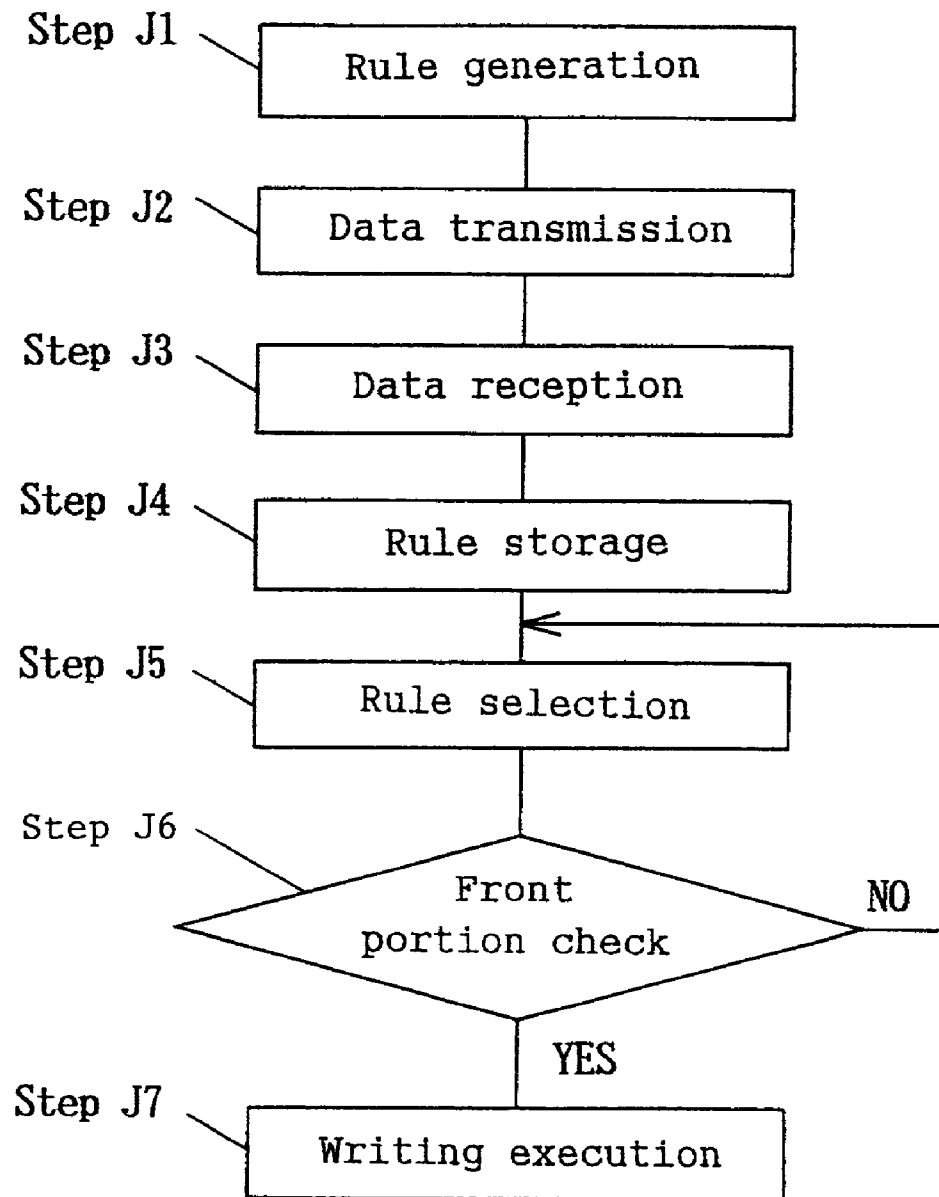 Step J1
Rule generation
Step J2
Data transmission
Step J3
Data reception
Step J4
Rule storage
Step J5
Rule selection
Step J6
Front
portion check
NO
YES
Step J7
Writing execution